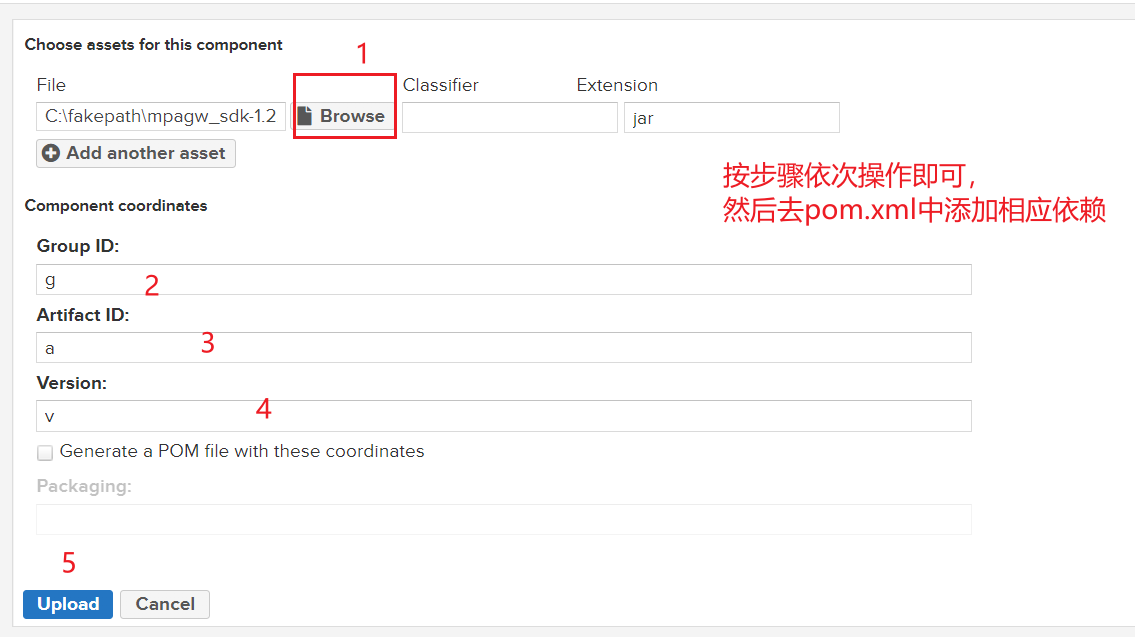 Choose assets for this component
1
File
Classifier
Extension
C:\fakepath\mpagw_sdk-1.2
Browse
jar
Add another asset
按步骤依次操作即可，
然后去pom.xml中添加相应依赖
Component coordinates
Group ID:
g
2
Artifact ID:
a
3
Version:
v
4
Generate a POM file with these coordinates
Packaging:
5
Upload
Cancel